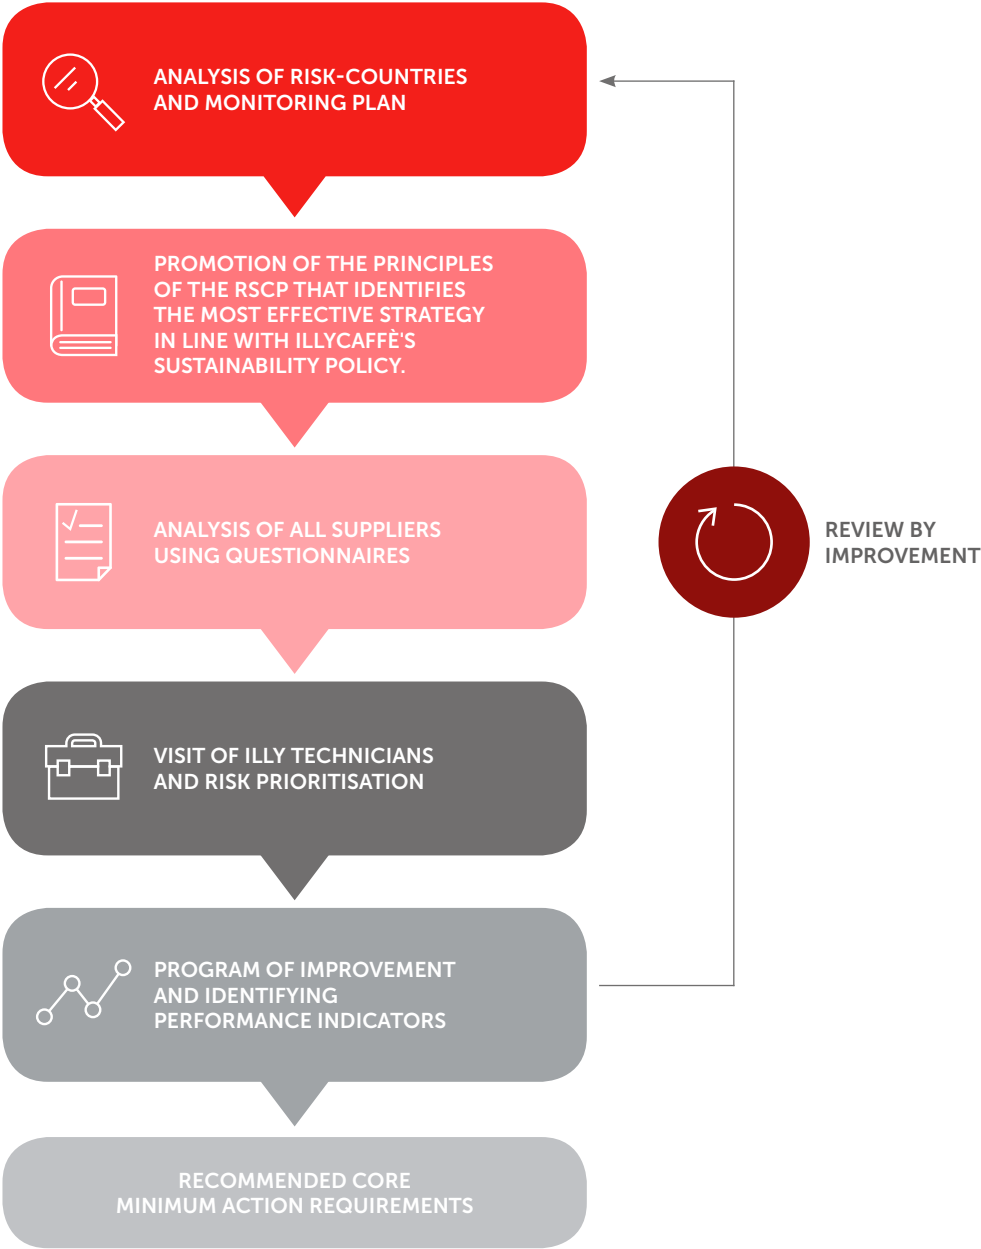 ANALYSIS OF RISK-COUNTRIES
AND MONITORING PLAN
PROMOTION OF THE PRINCIPLES
OF THE RSCP THAT IDENTIFIES
THE MOST EFFECTIVE STRATEGY
IN LINE WITH ILLYCAFFÈ'S
SUSTAINABILITY POLICY.
ANALYSIS OF ALL SUPPLIERS
USING QUESTIONNAIRES
REVIEW BY
IMPROVEMENT
VISIT OF ILLY TECHNICIANS
AND RISK PRIORITISATION
PROGRAM OF IMPROVEMENT
AND IDENTIFYING
PERFORMANCE INDICATORS
RECOMMENDED CORE
MINIMUM ACTION REQUIREMENTS